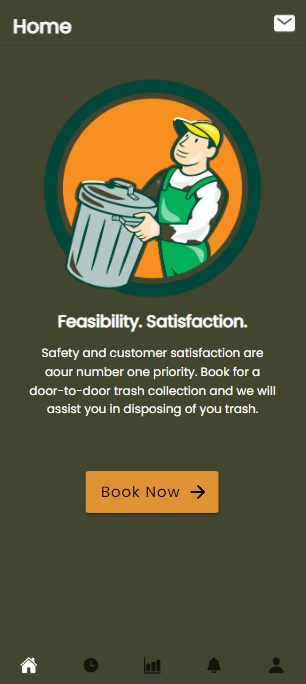 Home
Feasibility. Satisfaction.
Safety and customer satisfaction are
aour number one priority. Book for a
door-to-door trash collection and we will
assist you in disposing of you trash.
Book Now